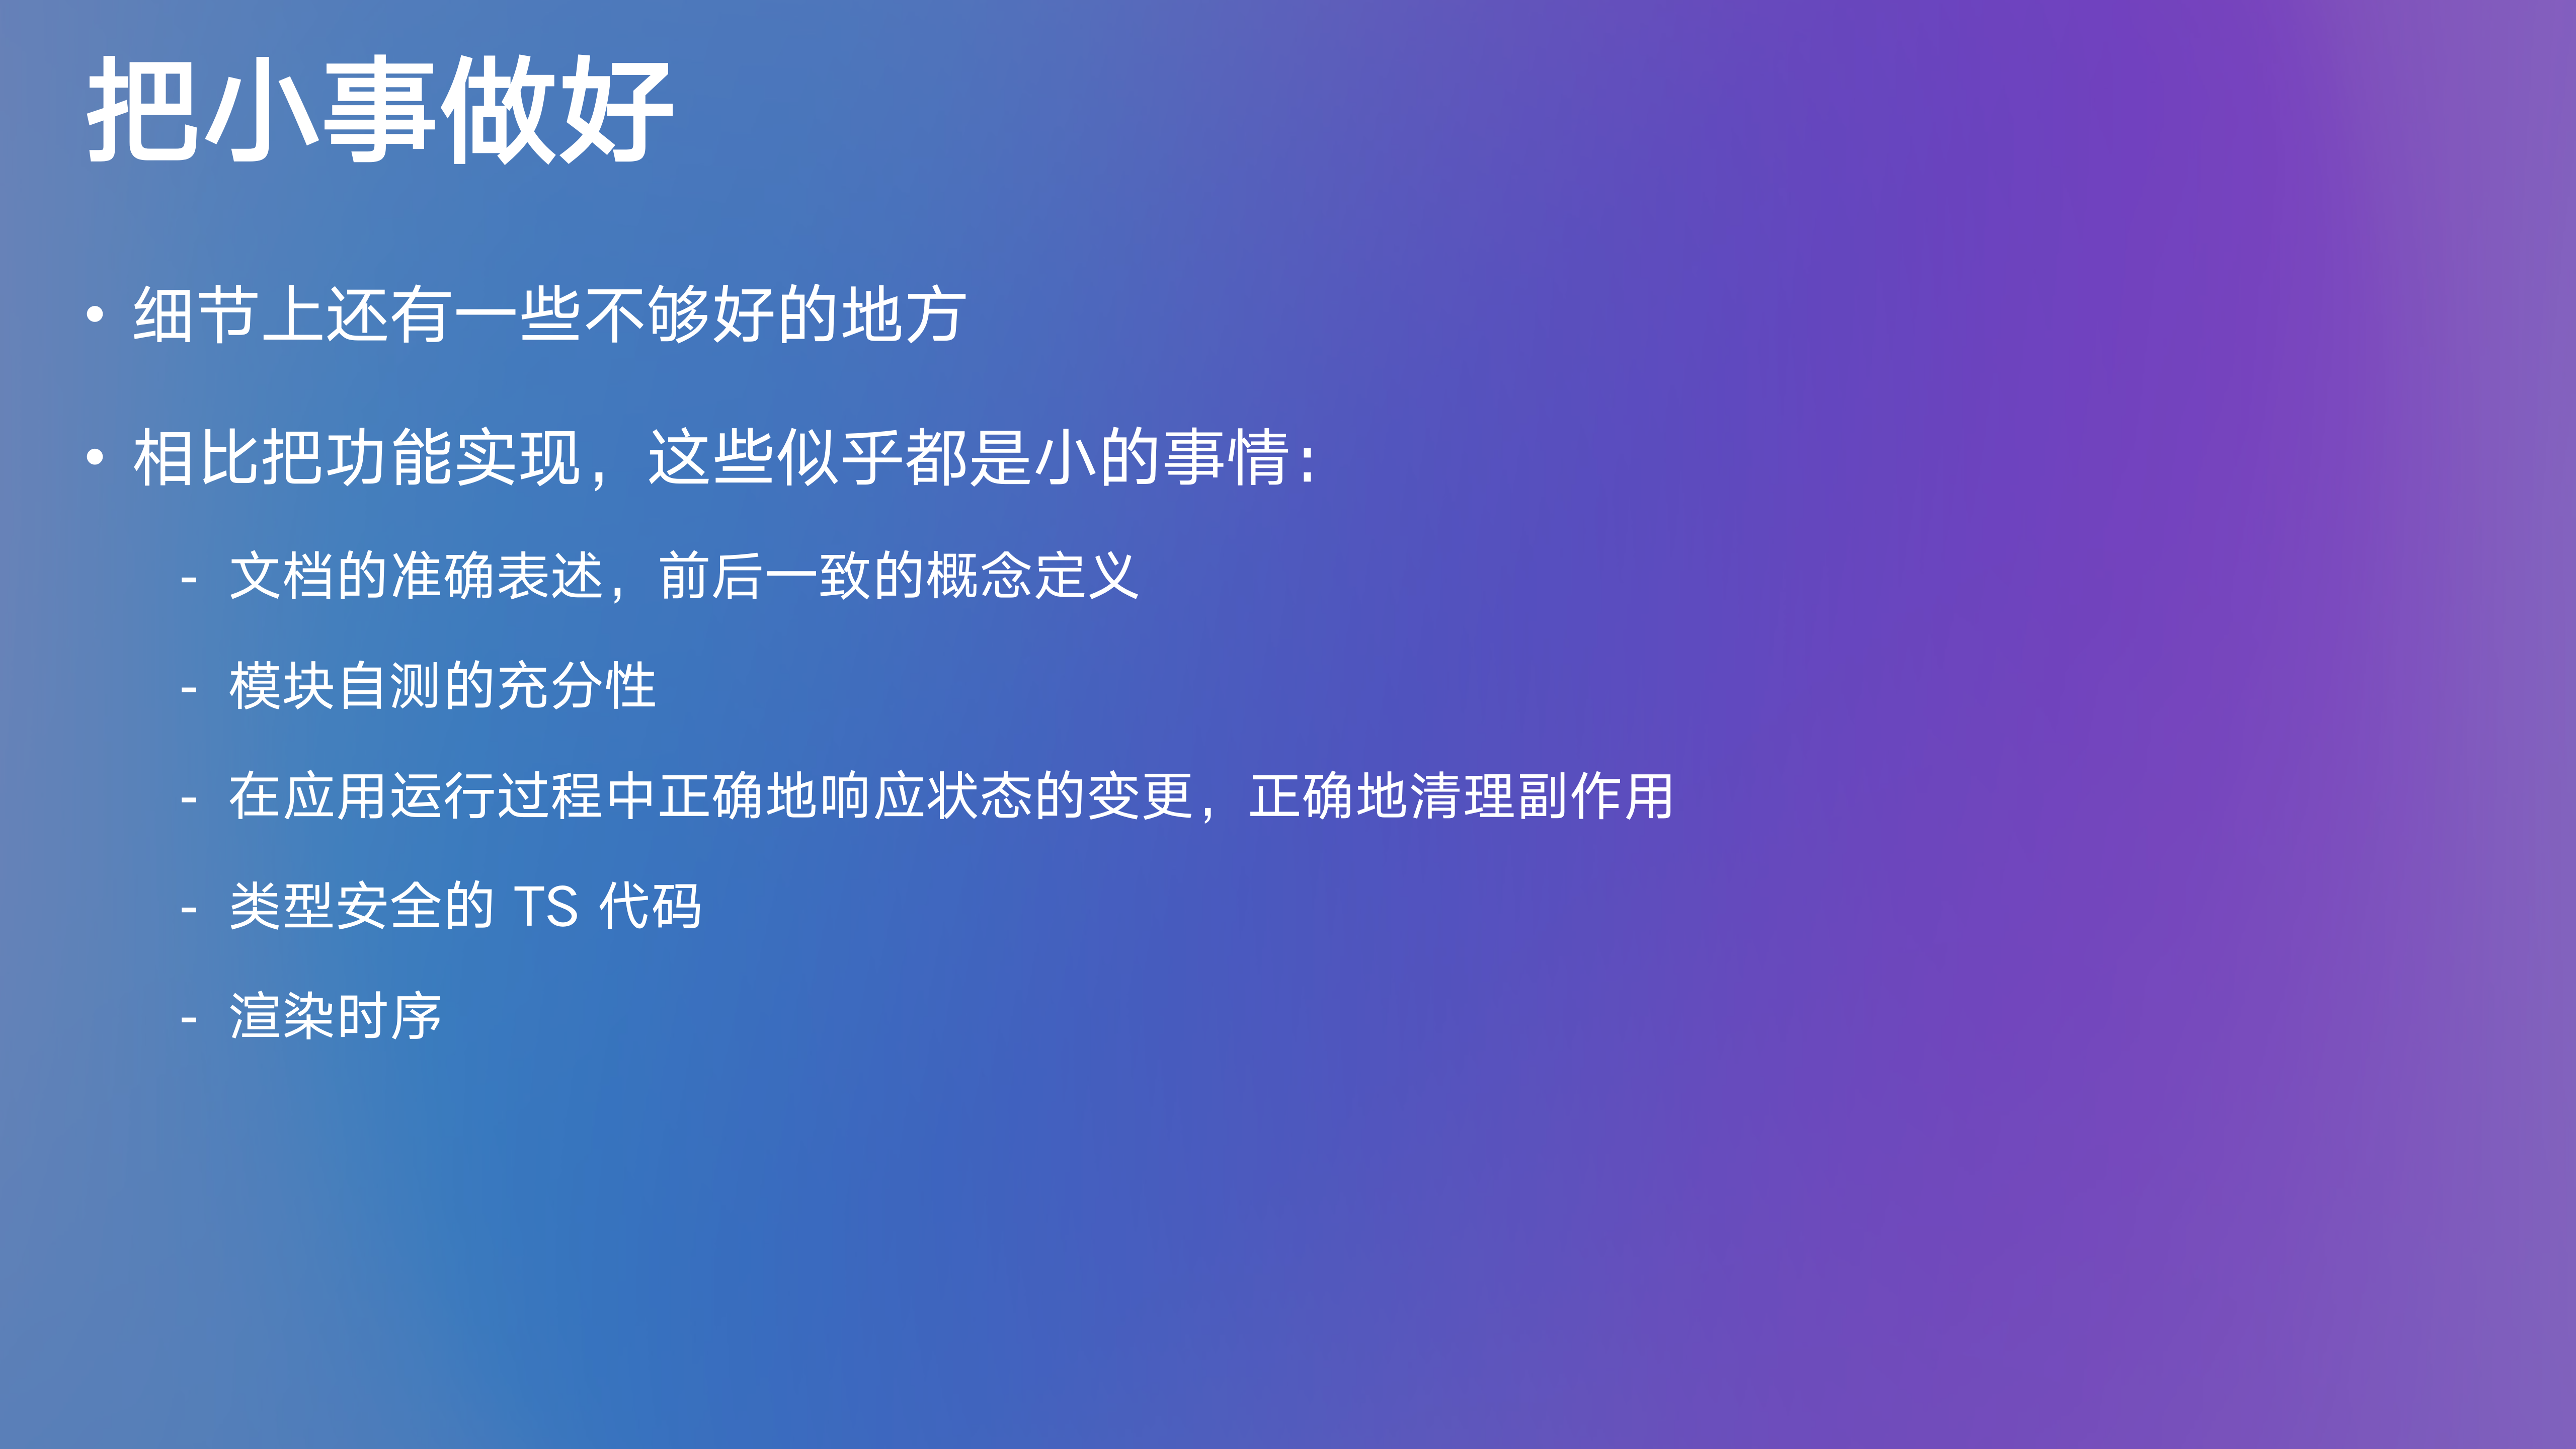 把小事做好
• 细节上还有一些不够好的地方
• 相比把功能实现，这些似乎都是小的事情：
- 文档的准确表述，前后一致的概念定义
- 模块自测的充分性
- 在应用运行过程中正确地响应状态的变更，正确地清理副作用
- 类型安全的 TS 代码
- 渲染时序